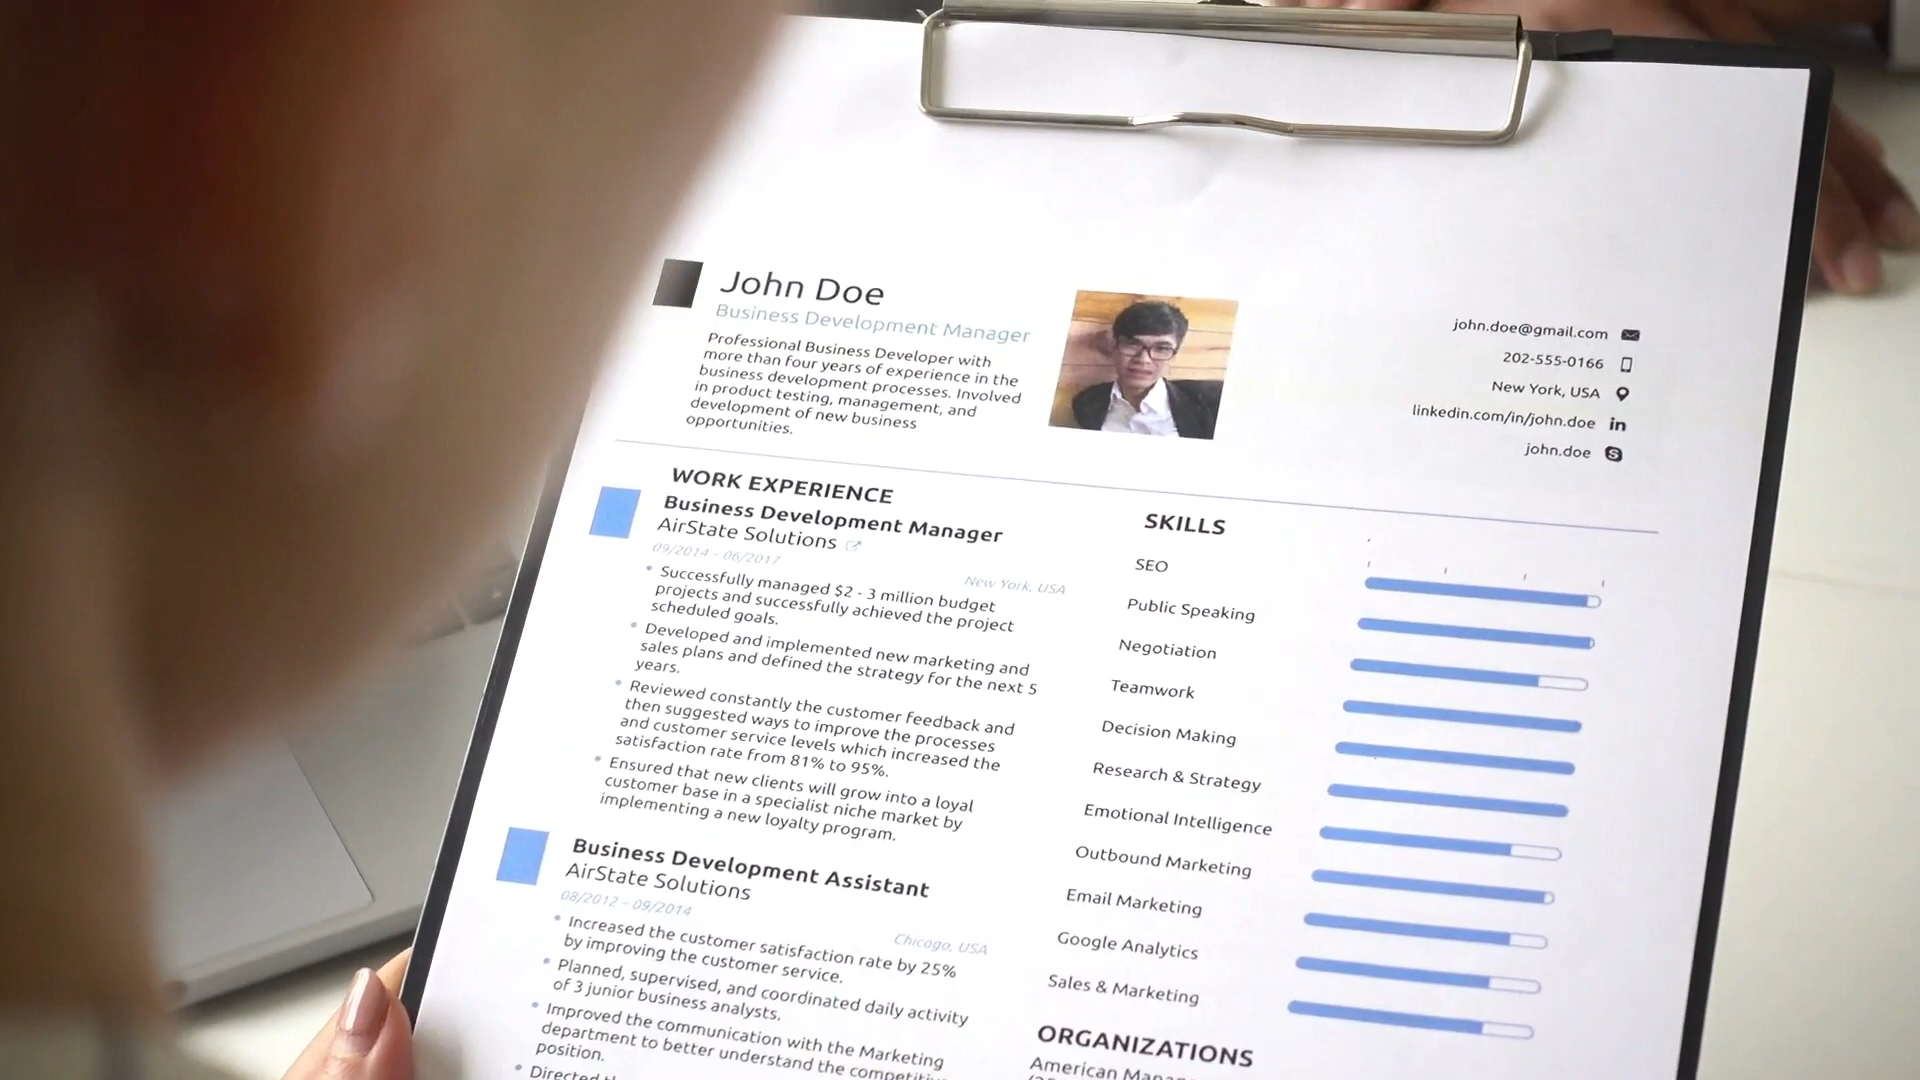 John Doe
Business Development Manager
Professional Business Developer with
more than four years of experience in the
business development processes. Involved
in product testing, management, and
development of new business
opportunities.
john.doe@gmail.com
202-555-0166
New York, USA
linkedin.com/in/john.doe
in
john.doe
WORK EXPERIENCE
Business Development Manager
AirState Solutions
09/2014 - 06/2017
New York, USA
Successfully managed $2 - 3 million budget
projects and successfully achieved the project
scheduled goals.
Developed and implemented new marketing and
sales plans and defined the strategy for the next 5
years.
Reviewed constantly the customer feedback and
then suggested ways to improve the processes
and customer service levels which increased the
satisfaction rate from 81% to 95%.
Ensured that new clients will grow into a loyal
customer base in a specialist niche market by
implementing a new loyalty program.
Business Development Assistant
AirState Solutions
08/2012 - 09/2014
Chicago, USA
Increased the customer satisfaction rate by 25%
by improving the customer service.
Planned, supervised, and coordinated daily activity
of 3 junior business analysts.
Improved the communication with the Marketing
department to better understand the
position.
Directed
SKILLS
SEO
Public Speaking
Negotiation
Teamwork
Decision Making
Research & Strategy
Emotional Intelligence
Outbound Marketing
Email Marketing
Google Analytics
Sales & Marketing
ORGANIZATIONS
American